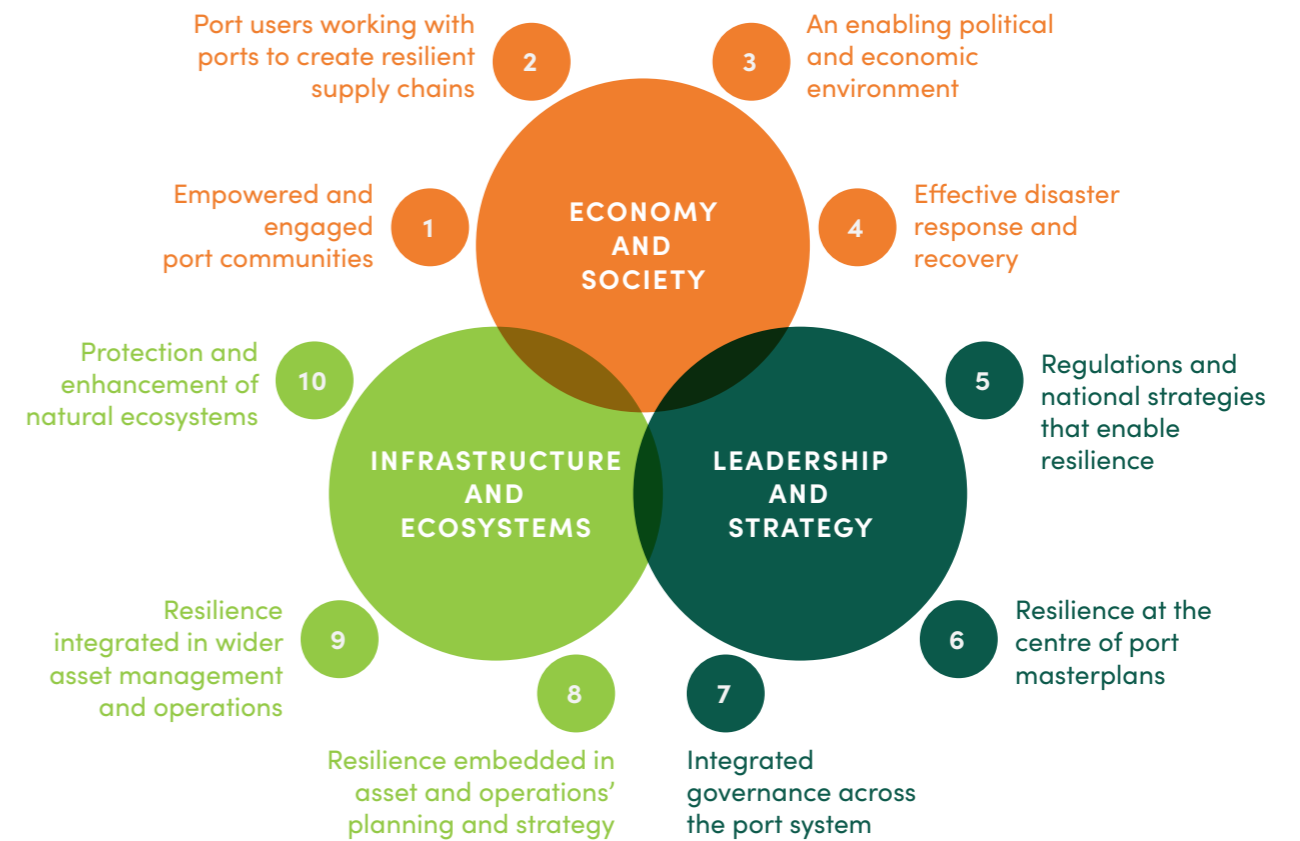 Port users working with
ports to create resilient
supply chains
2
3
An enabling political
and economic
environment
Empowered and
engaged
port communities
1
ECONOMY
AND
SOCIETY
4
Effective disaster
response and
recovery
Protection and
enhancement of
natural ecosystems
10
5
Regulations and
national strategies
that enable
resilience
INFRASTRUCTURE
AND
ECOSYSTEMS
LEADERSHIP
AND
STRATEGY
Resilience
integrated in wider
asset management
and operations
9
6
Resilience at the
centre of port
masterplans
8
Resilience embedded in
asset and operations’
planning and strategy
7
Integrated
governance across
the port system